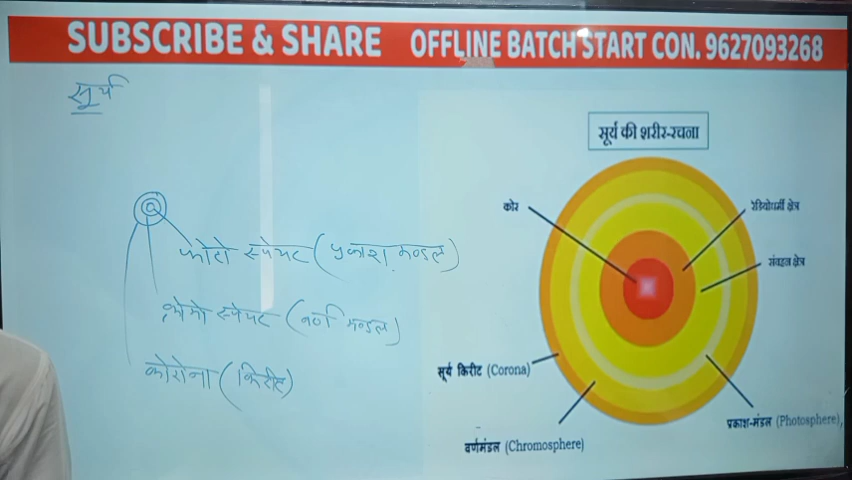 SUBSCRIBE & SHARE OFFLINE BATCH START CON. 9627093268
सूर्य
फोटो स्पेयर (प्रकाश मण्डल)
क्रोमो स्पेयर (वर्ण मण्डल)
कोरोना (किरीट)
सूर्य की शरीर-रचना
कोर
रेडियोधर्मी क्षेत्र
संवहन क्षेत्र
सूर्य किरीट (Corona)
प्रकाश-मंडल (Photosphere),
वर्णमंडल (Chromosphere)